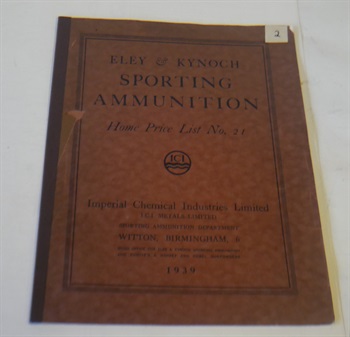 2
ELEY & KYNOCH
SPORTING
AMMUNITION
Home Price List No. 21
ICI
Imperial Chemical Industries Limited
I.C.I. METALS LIMITED
SPORTING AMMUNITION DEPARTMENT
WITTON, BIRMINGHAM, 6
1939